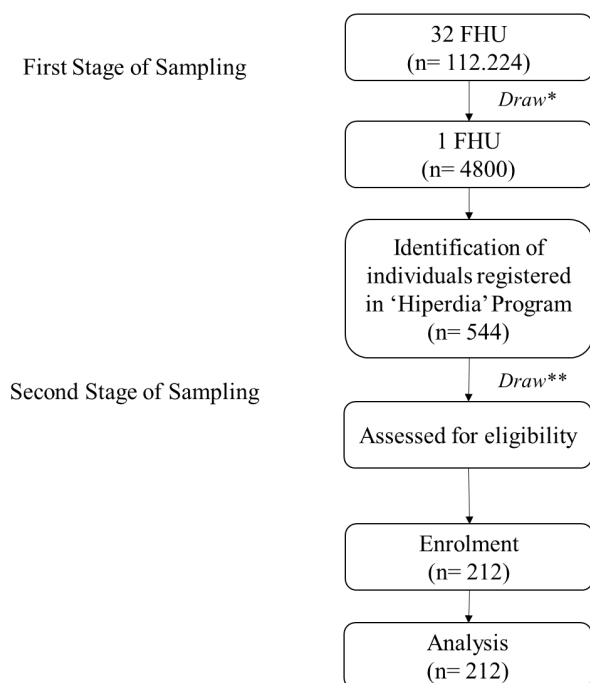 32 FHU
(n= 112.224)
First Stage of Sampling
Draw*
1 FHU
(n= 4800)
Identification of
individuals registered
in ‘Hiperdia’ Program
(n= 544)
Draw**
Second Stage of Sampling
Assessed for eligibility
Enrolment
(n= 212)
Analysis
(n= 212)